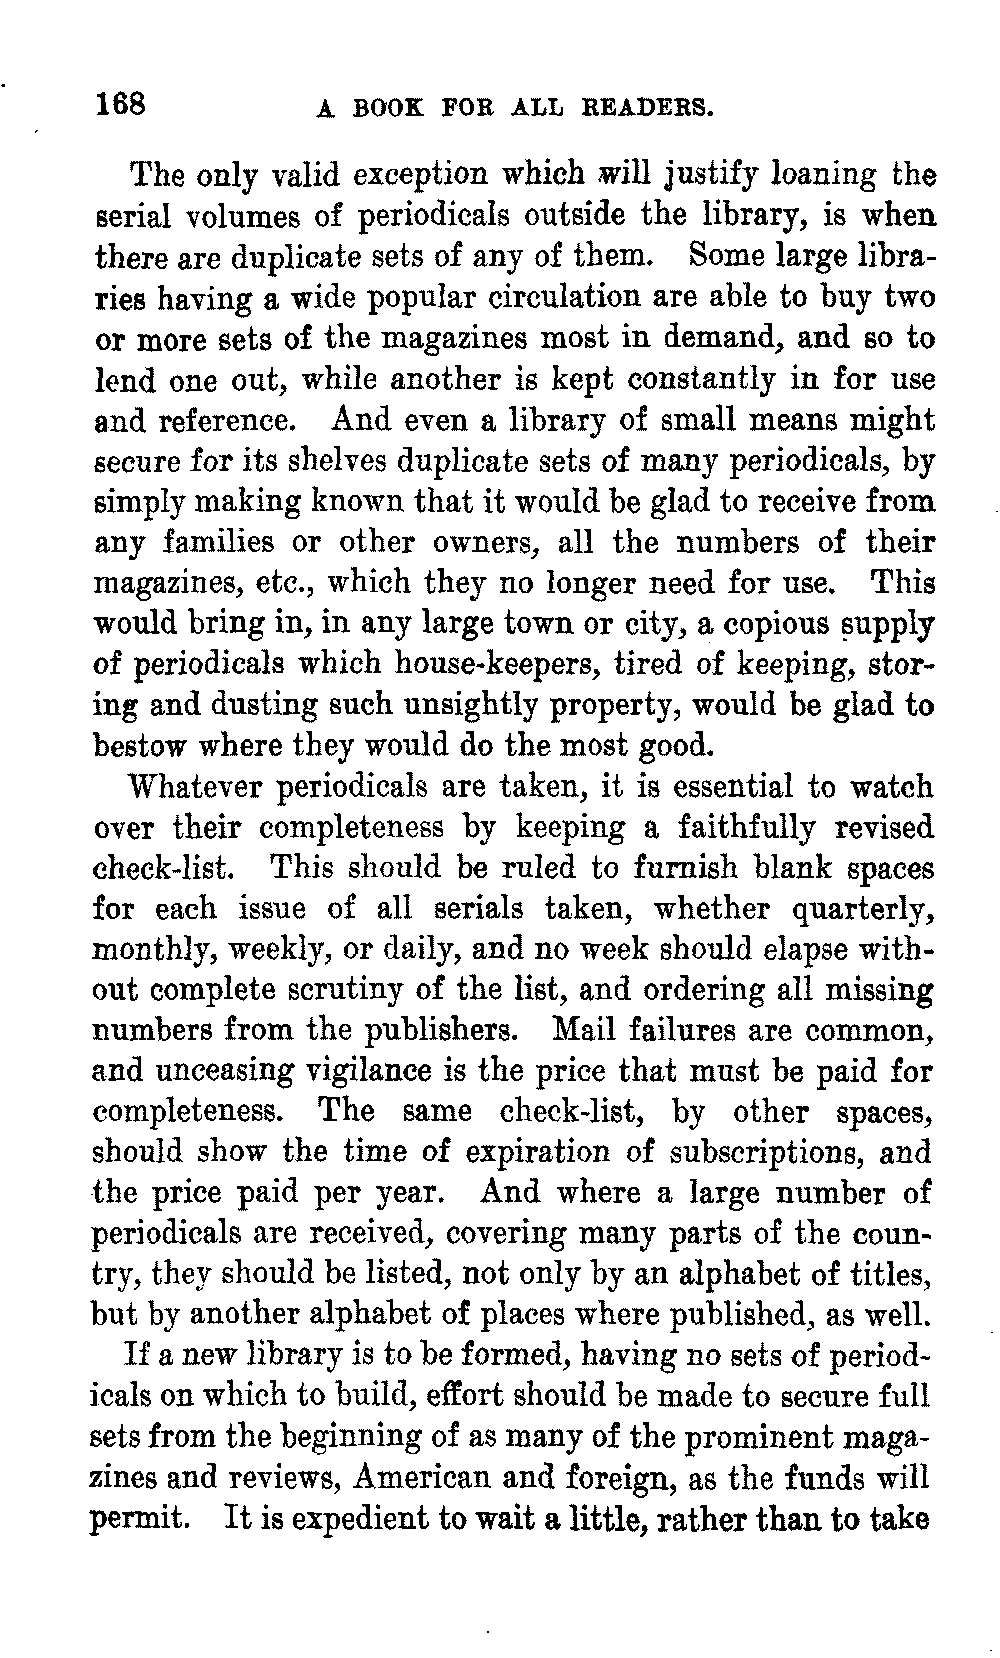 168 A BOOK FOR ALL READERS.
The only valid exception which will justify loaning the
serial volumes of periodicals outside the library, is when
there are duplicate sets of any of them. Some large libra-
ries having a wide popular circulation are able to buy two
or more sets of the magazines most in demand, and so to
lend one out, while another is kept constantly in for use
and reference. And even a library of small means might
secure for its shelves duplicate sets of many periodicals, by
simply making known that it would be glad to receive from
any families or other owners, all the numbers of their
magazines, etc., which they no longer need for use. This
would bring in, in any large town or city, a copious supply
of periodicals which house-keepers, tired of keeping, stor-
ing and dusting such unsightly property, would be glad to
bestow where they would do the most good.
Whatever periodicals are taken, it is essential to watch
over their completeness by keeping a faithfully revised
check-list. This should be ruled to furnish blank spaces
for each issue of all serials taken, whether quarterly,
monthly, weekly, or daily, and no week should elapse with-
out complete scrutiny of the list, and ordering all missing
numbers from the publishers. Mail failures are common,
and unceasing vigilance is the price that must be paid for
completeness. The same check-list, by other spaces,
should show the time of expiration of subscriptions, and
the price paid per year. And where a large number of
periodicals are received, covering many parts of the coun-
try, they should be listed, not only by an alphabet of titles,
but by another alphabet of places where published, as well.
If a new library is to be formed, having no sets of period-
icals on which to build, effort should be made to secure full
sets from the beginning of as many of the prominent maga-
zines and reviews, American and foreign, as the funds will
permit. It is expedient to wait a little, rather than to take